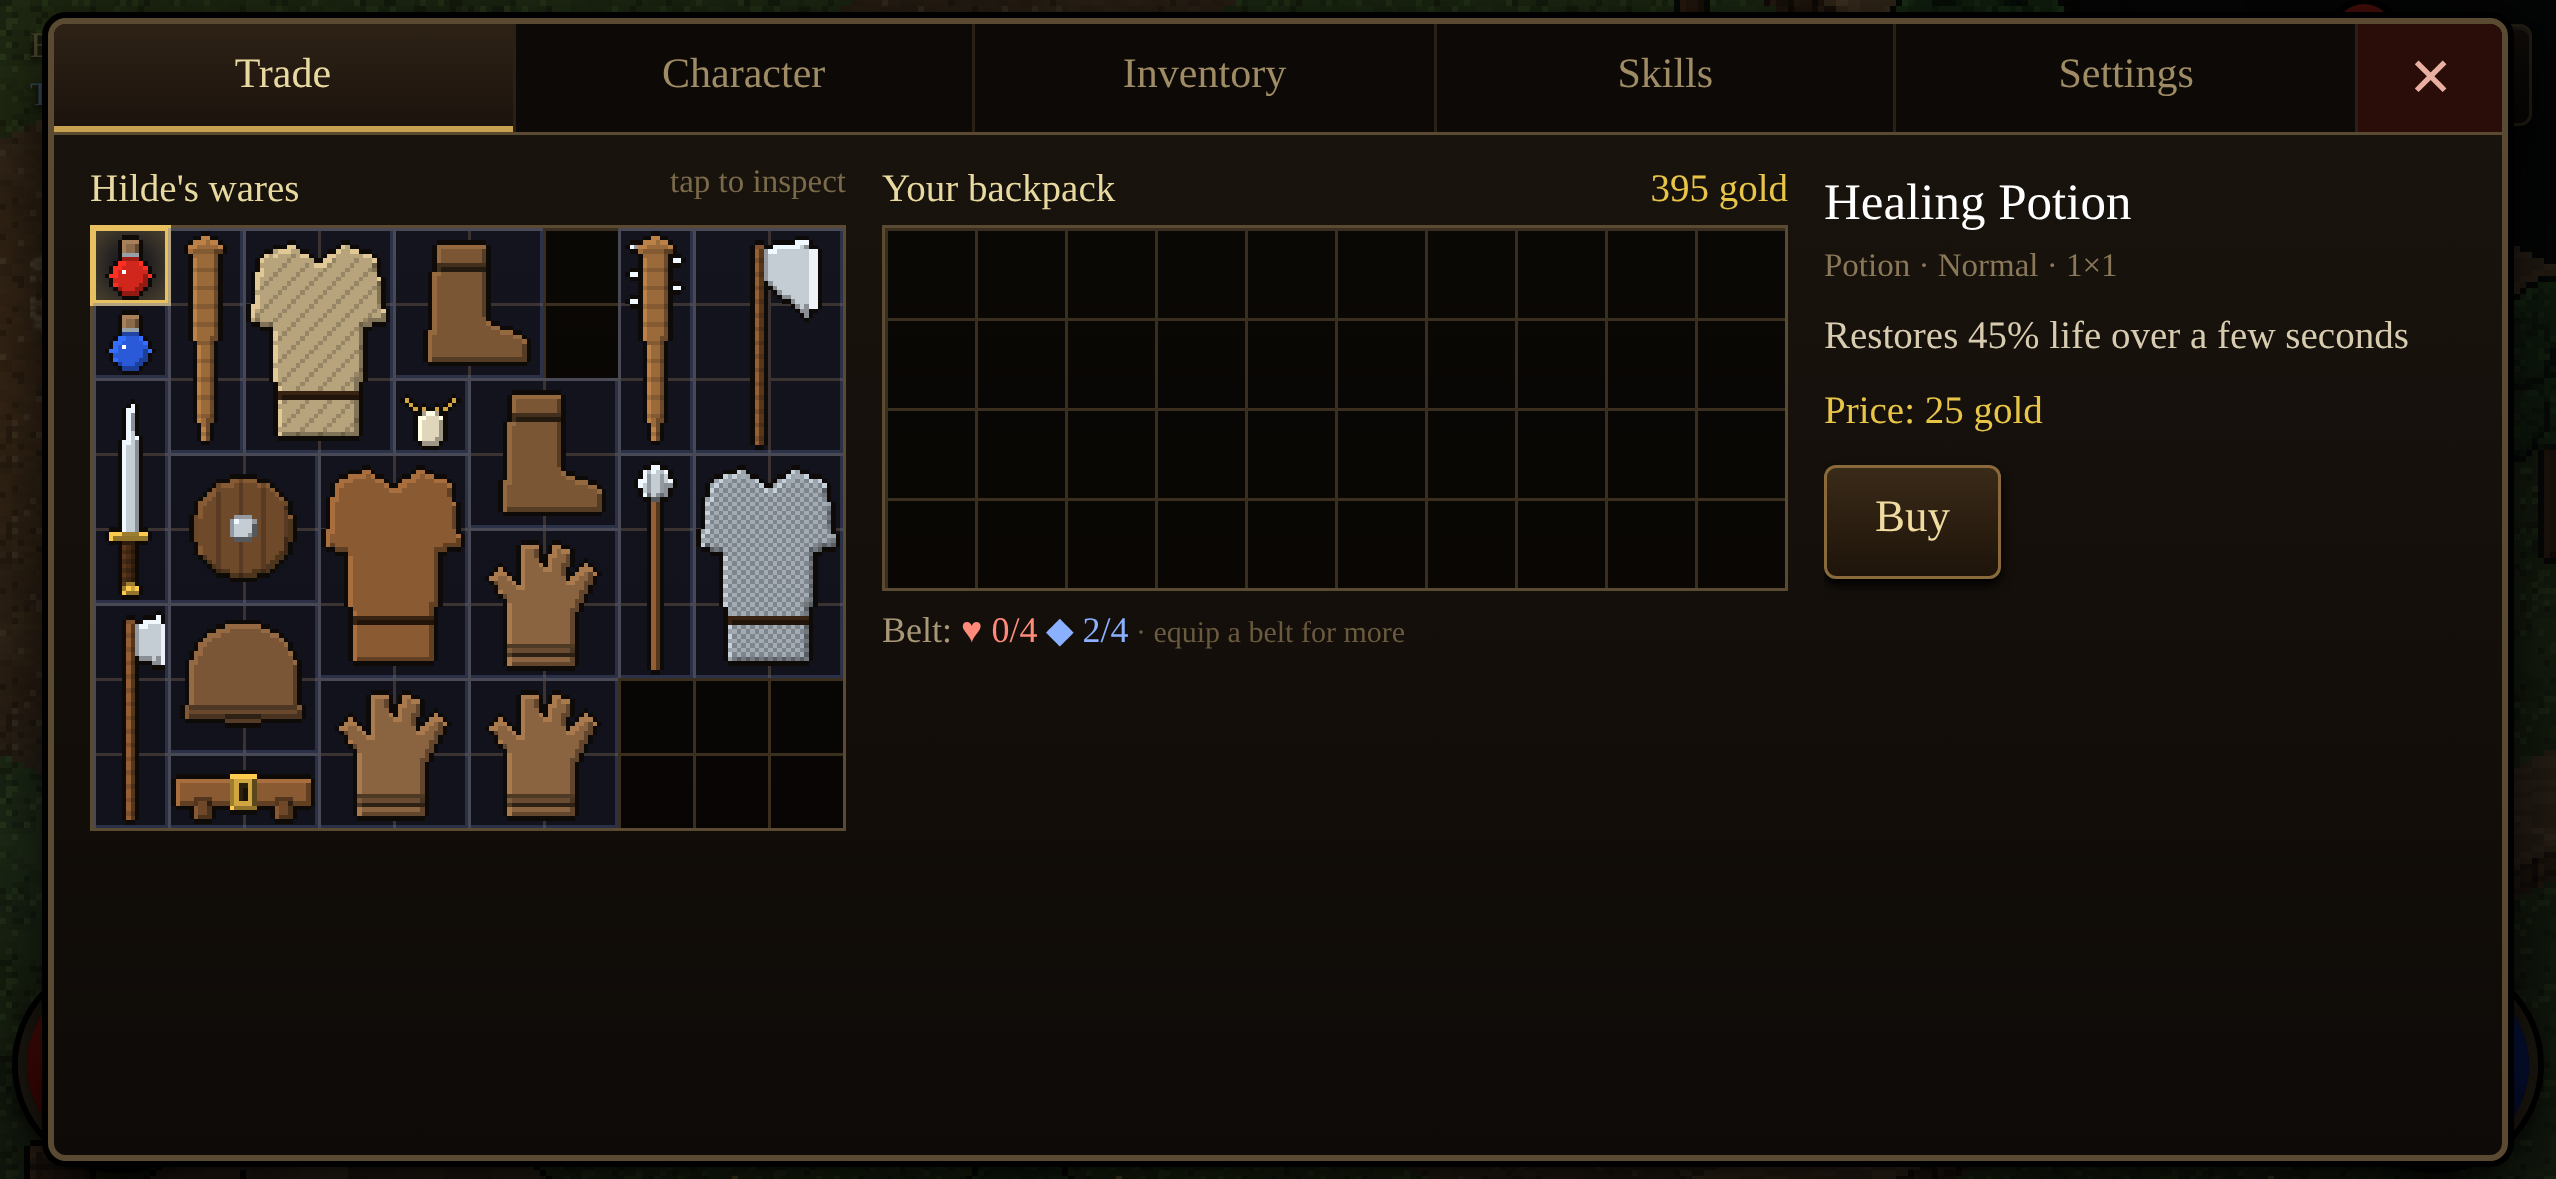 Trade
Character
Inventory
Skills
Settings
✕
Hilde's wares
tap to inspect
Your backpack
395 gold
Belt: ♥ 0/4 ◆ 2/4 · equip a belt for more
Healing Potion
Potion · Normal · 1×1
Restores 45% life over a few seconds
Price: 25 gold
Buy